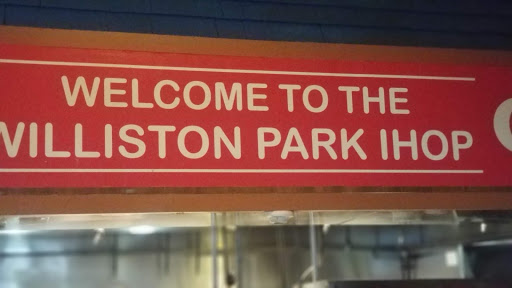 WELCOME TO THE
WILLISTON PARK IHOP